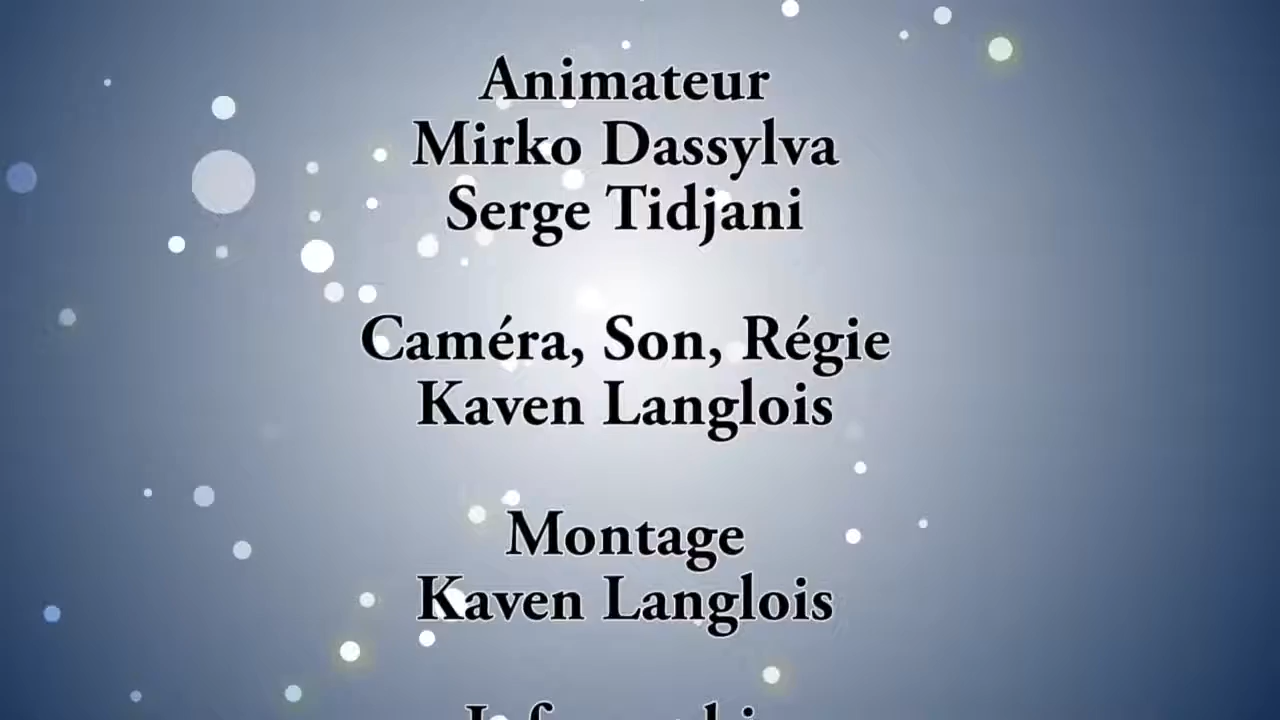 Animateur
Mirko Dassylva
Serge Tidjani
Caméra, Son, Régie
Kaven Langlois
Montage
Kaven Langlois